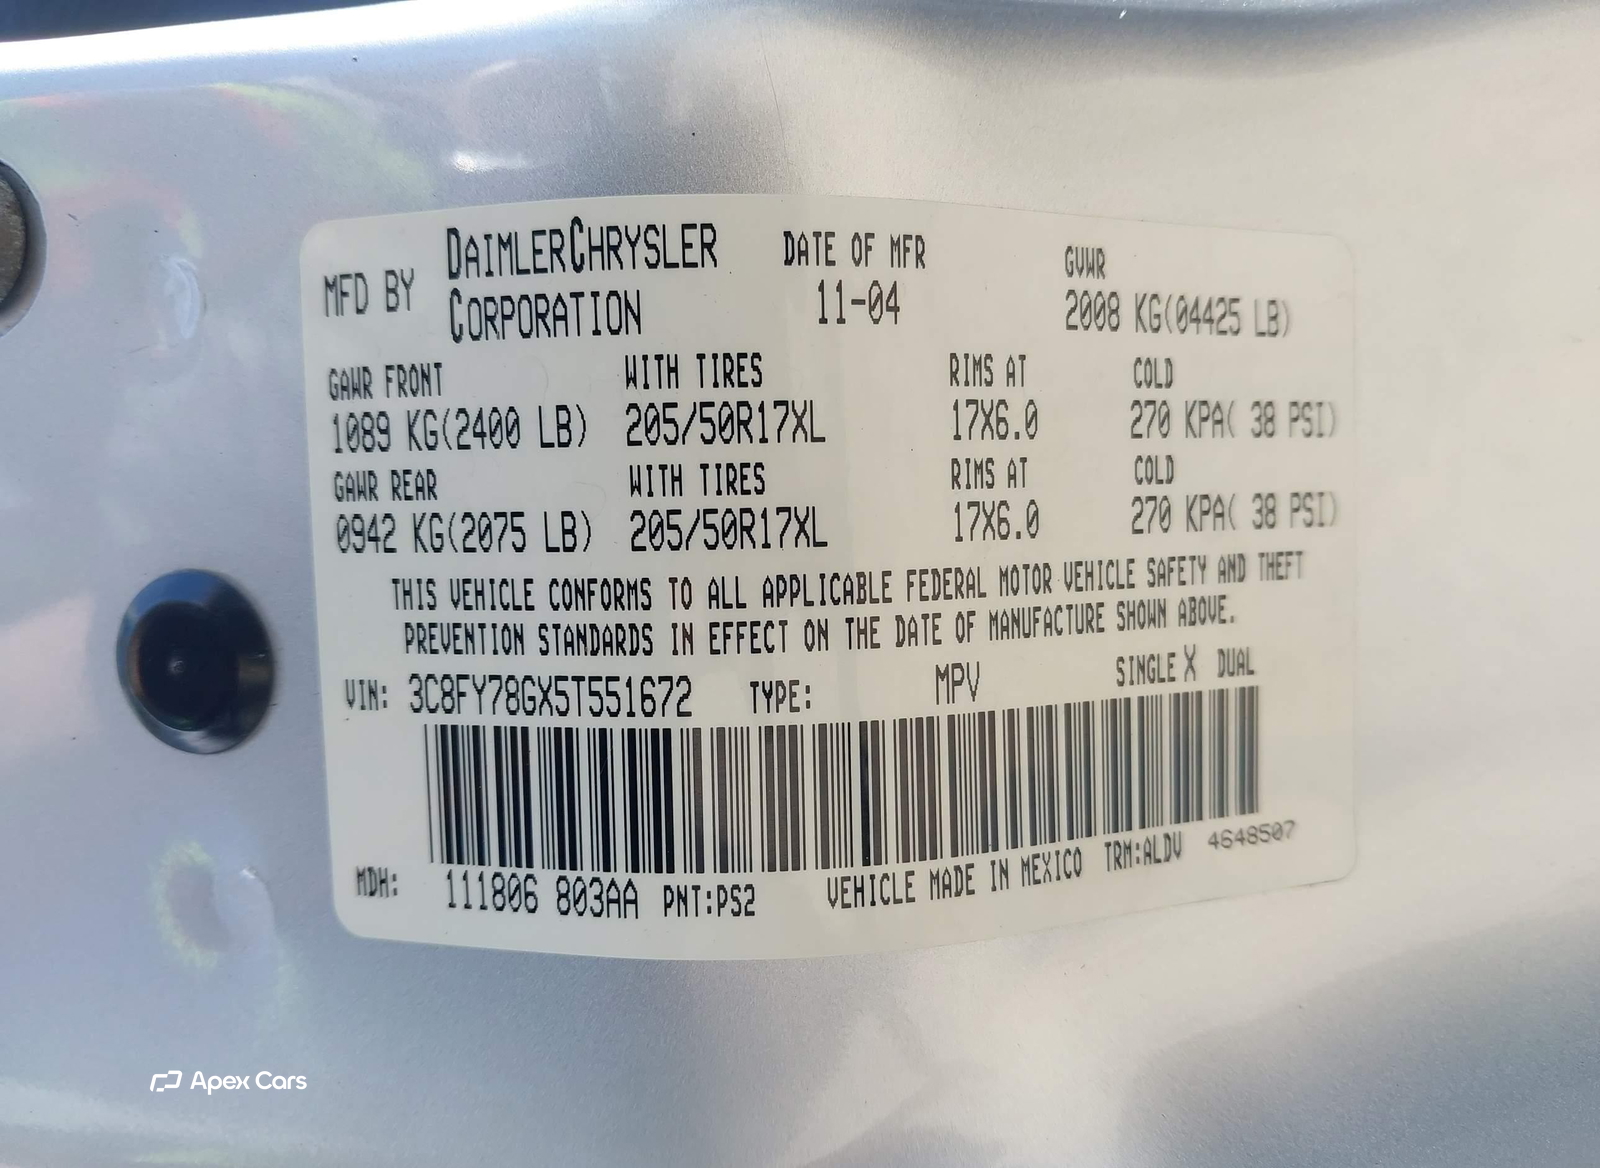 MFD BY DAIMLERCHRYSLER CORPORATION DATE OF MFR 11-04 GVWR 2008 KG(04425 LB)
GAWR FRONT WITH TIRES RIMS AT COLD
1089 KG(2400 LB) 205/50R17XL 17X6.0 270 KPA( 38 PSI)
GAWR REAR WITH TIRES RIMS AT COLD
0942 KG(2075 LB) 205/50R17XL 17X6.0 270 KPA( 38 PSI)
THIS VEHICLE CONFORMS TO ALL APPLICABLE FEDERAL MOTOR VEHICLE SAFETY AND THEFT
PREVENTION STANDARDS IN EFFECT ON THE DATE OF MANUFACTURE SHOWN ABOVE.
VIN: 3C8FY78GX5T551672 TYPE: MPV SINGLE X DUAL
MDH: 111806 803AA PNT:PS2 VEHICLE MADE IN MEXICO TRM:ALDV 4648507
Apex Cars